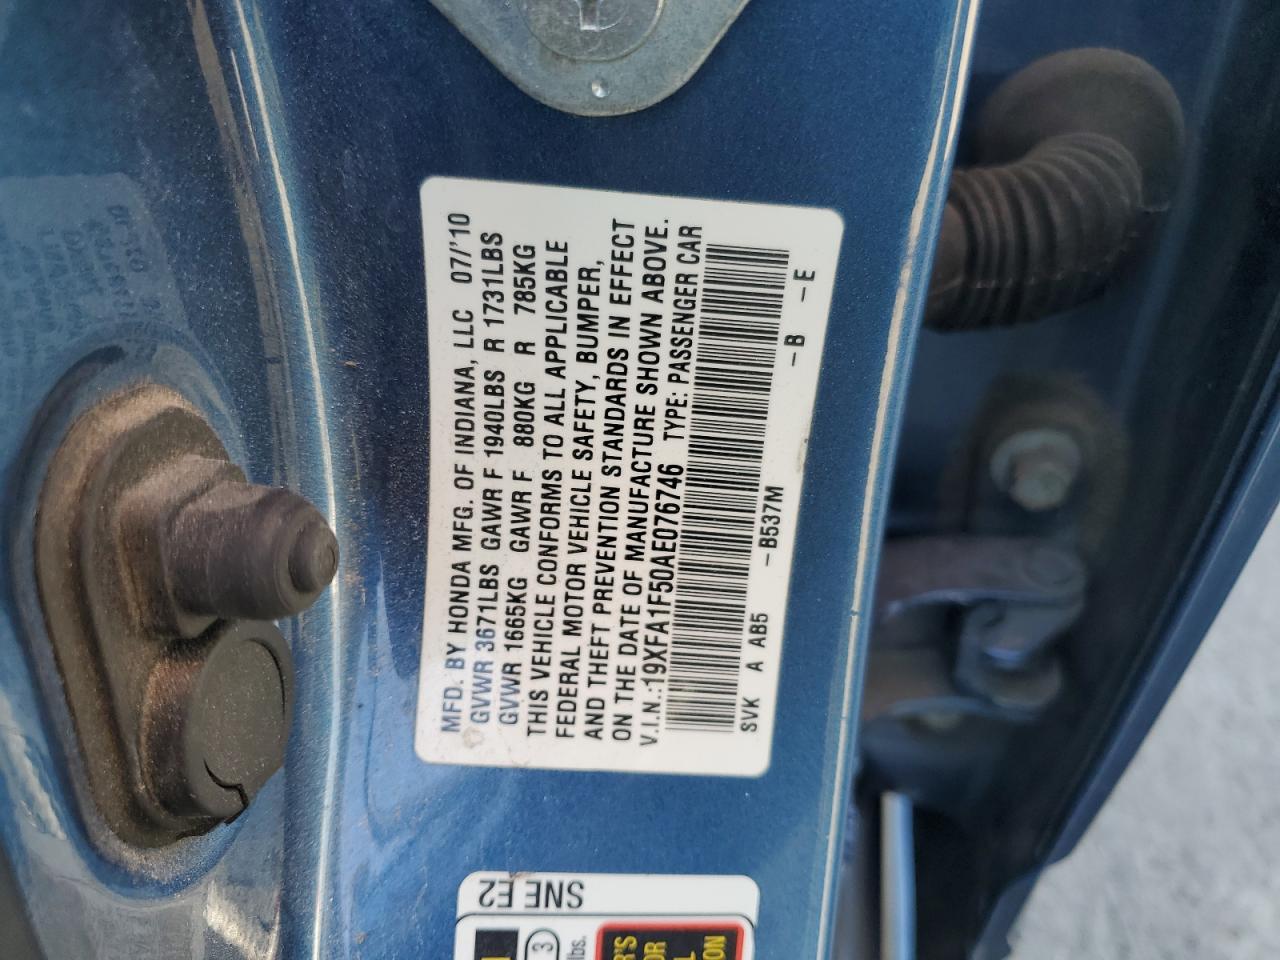 MFD. BY HONDA MFG. OF INDIANA, LLC 07/'10
GVWR 3671LBS GAWR F 1940LBS R 1731LBS
GVWR 1665KG GAWR F 880KG R 785KG
THIS VEHICLE CONFORMS TO ALL APPLICABLE
FEDERAL MOTOR VEHICLE SAFETY, BUMPER,
AND THEFT PREVENTION STANDARDS IN EFFECT
ON THE DATE OF MANUFACTURE SHOWN ABOVE.
V.I.N.:19XFA1F50AE076746 TYPE: PASSENGER CAR
SVK A AB5 -B537M -B -E
SNE E2
3
lbs.